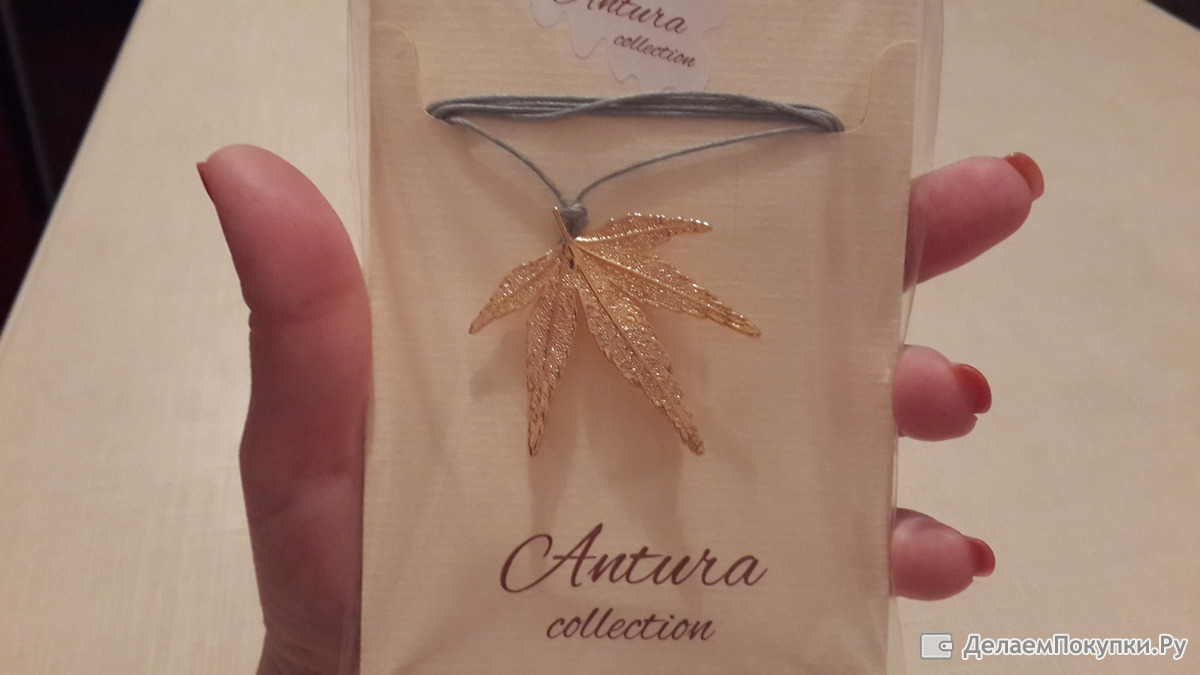 Antura
collection
Antura
collection
ДелаемПокупки.Ру